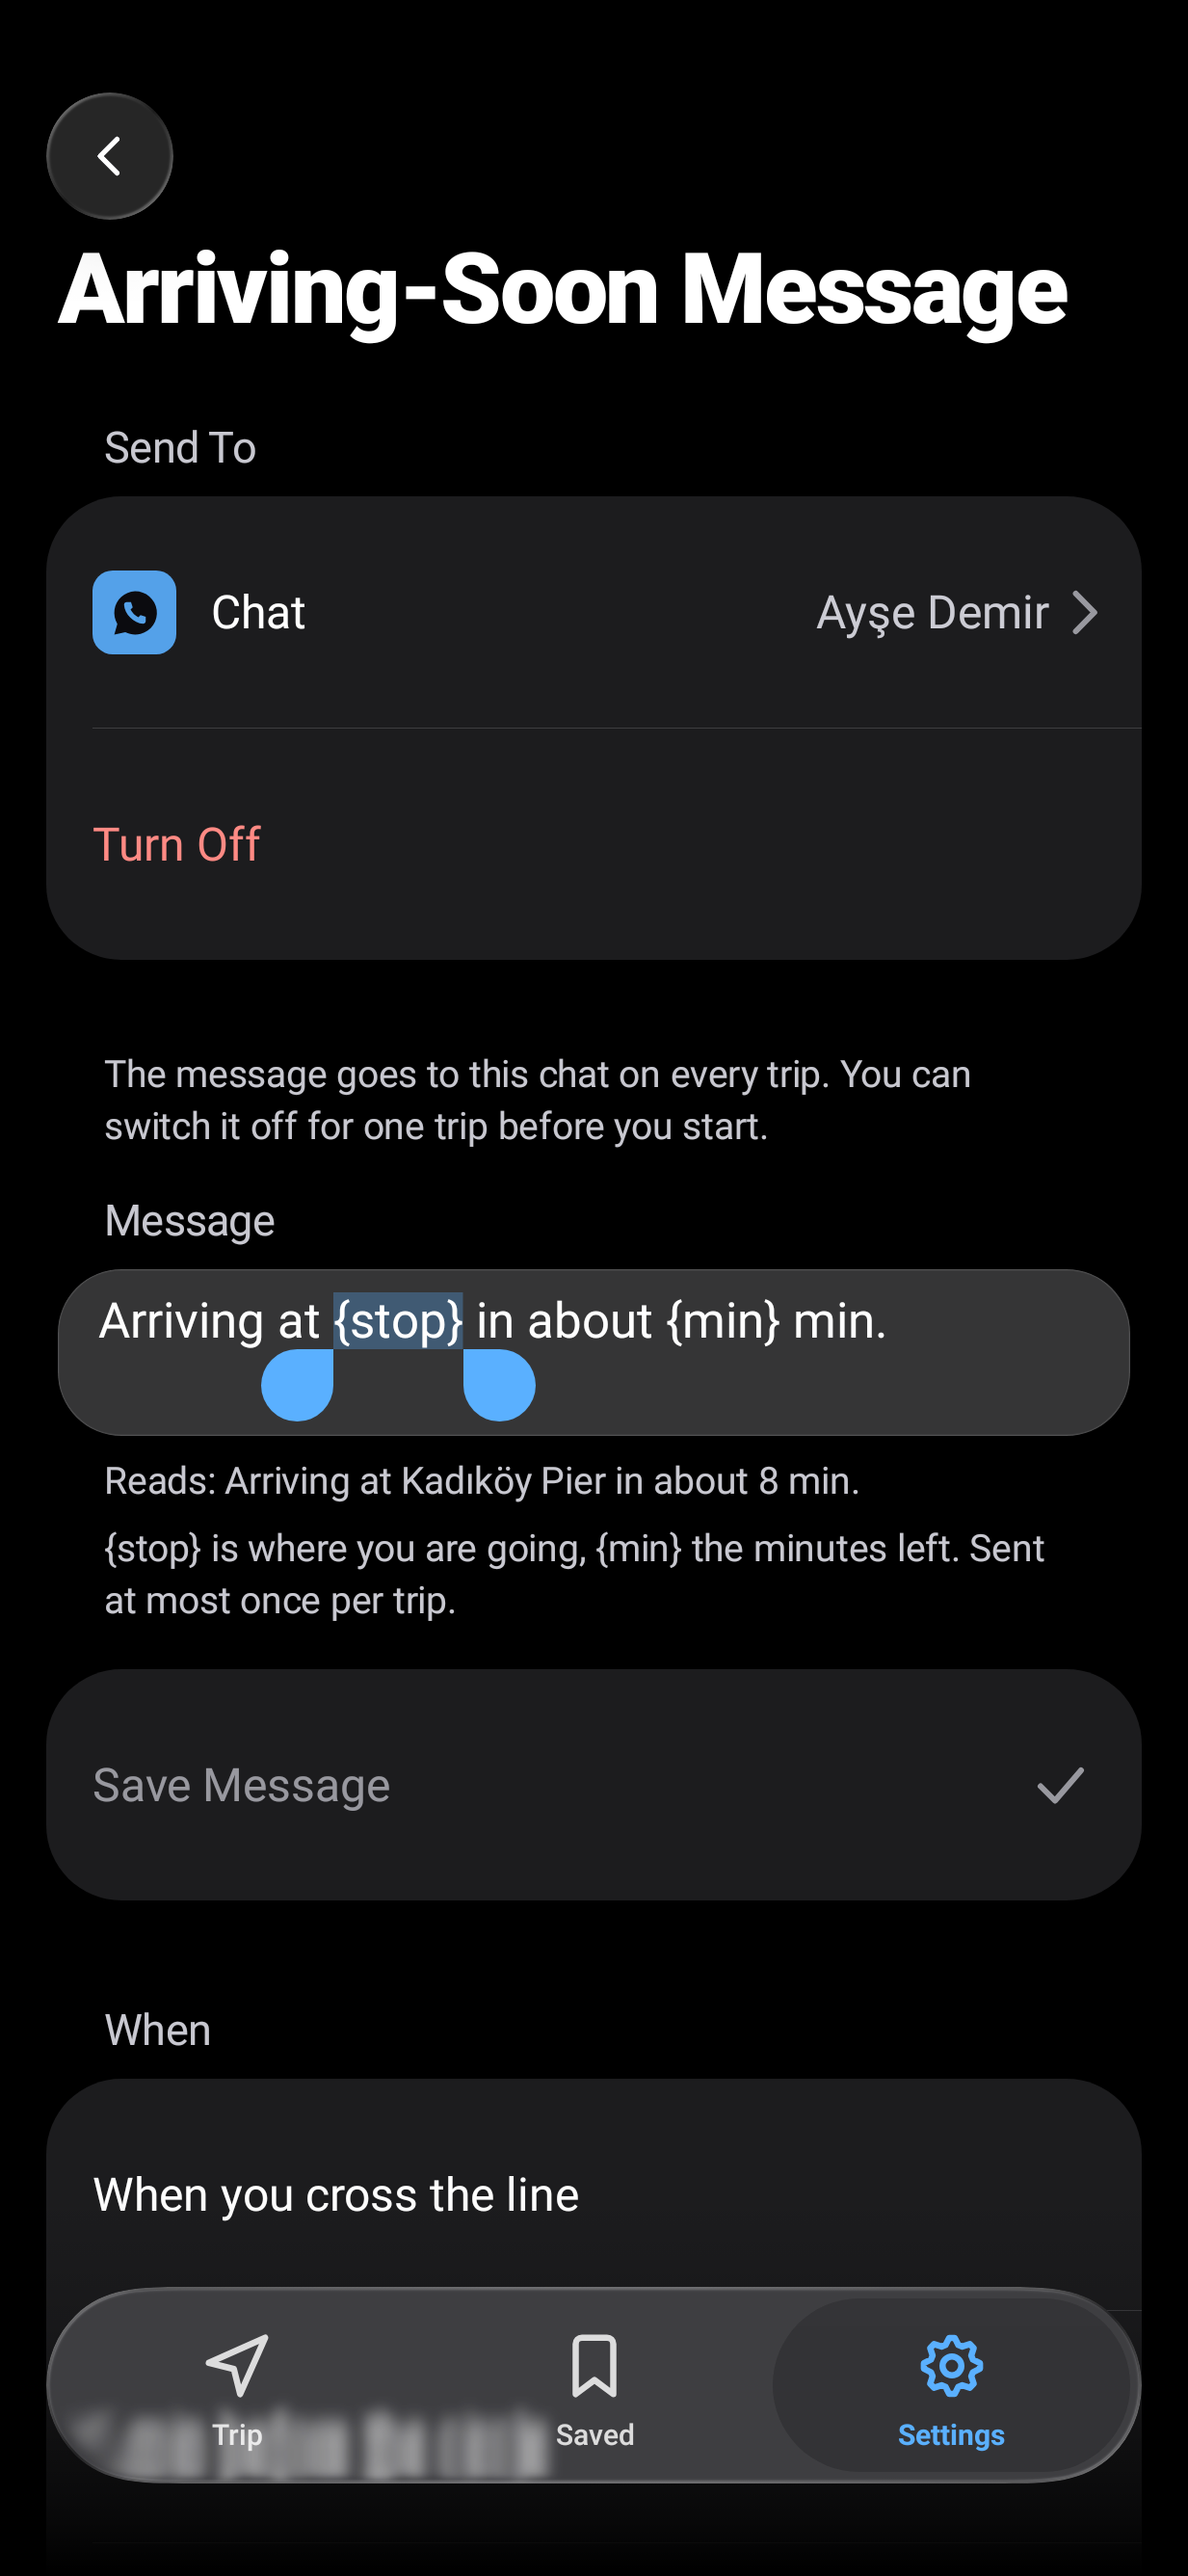 Arriving-Soon Message
Send To
Chat
Ayşe Demir
Turn Off
The message goes to this chat on every trip. You can
switch it off for one trip before you start.
Message
Arriving at {stop} in about {min} min.
Reads: Arriving at Kadıköy Pier in about 8 min.
{stop} is where you are going, {min} the minutes left. Sent
at most once per trip.
Save Message
When
When you cross the line
Trip
Saved
Settings